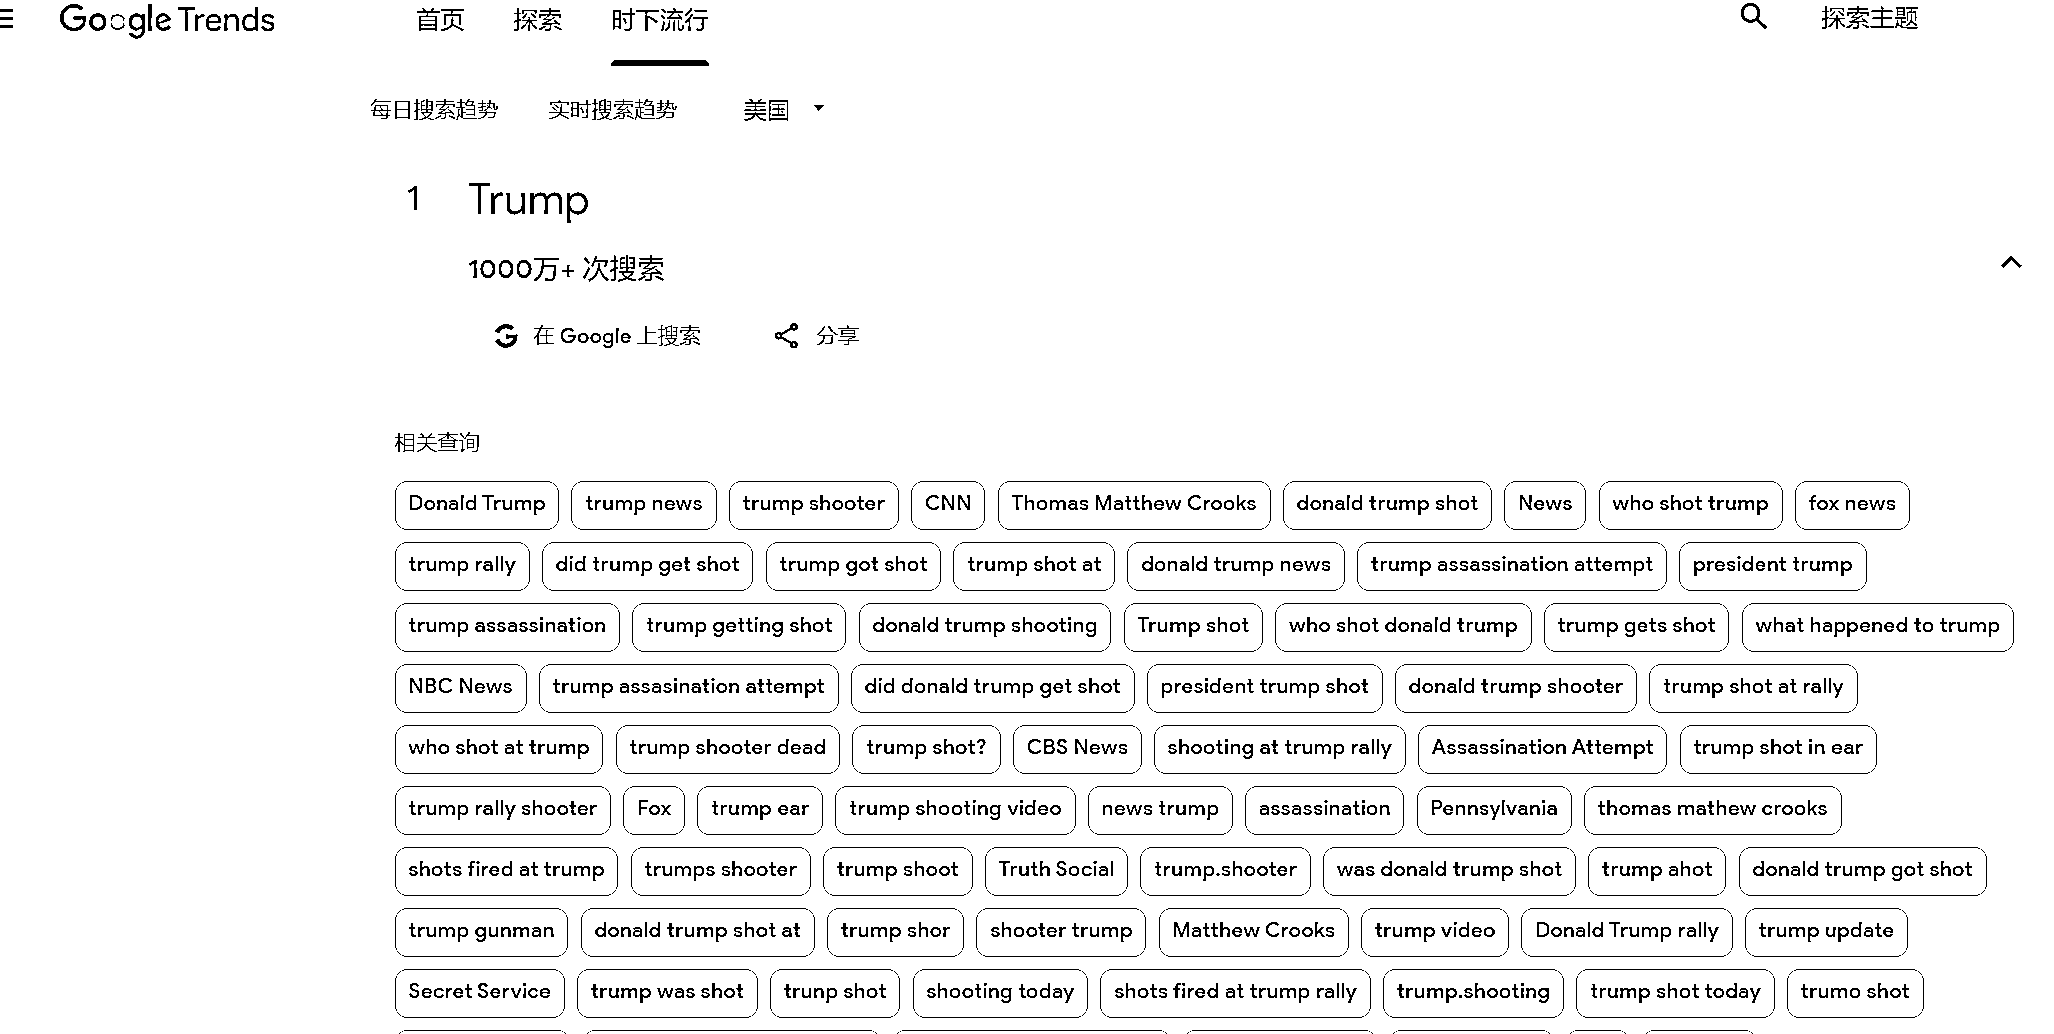 Google Trends 首页 探索 时下流行 探索主题
每日搜索趋势 实时搜索趋势 美国
1 Trump
1000万+ 次搜索
在 Google 上搜索 分享
相关查询
Donald Trump trump news trump shooter CNN Thomas Matthew Crooks donald trump shot News who shot trump fox news
trump rally did trump get shot trump got shot trump shot at donald trump news trump assassination attempt president trump
trump assassination trump getting shot donald trump shooting Trump shot who shot donald trump trump gets shot what happened to trump
NBC News trump assasination attempt did donald trump get shot president trump shot donald trump shooter trump shot at rally
who shot at trump trump shooter dead trump shot? CBS News shooting at trump rally Assassination Attempt trump shot in ear
trump rally shooter Fox trump ear trump shooting video news trump assassination Pennsylvania thomas mathew crooks
shots fired at trump trumps shooter trump shoot Truth Social trump.shooter was donald trump shot trump ahot donald trump got shot
trump gunman donald trump shot at trump shor shooter trump Matthew Crooks trump video Donald Trump rally trump update
Secret Service trump was shot trunp shot shooting today shots fired at trump rally trump.shooting trump shot today trumo shot